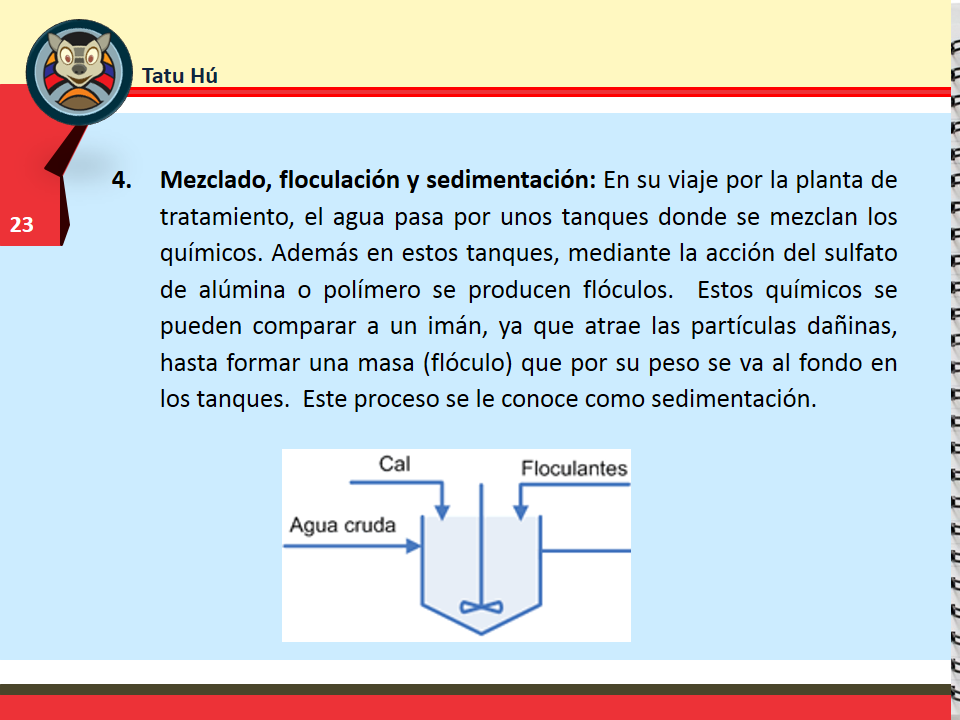 Tatu Hú
23
4. Mezclado, floculación y sedimentación: En su viaje por la planta de
tratamiento, el agua pasa por unos tanques donde se mezclan los
químicos. Además en estos tanques, mediante la acción del sulfato
de alúmina o polímero se producen flóculos. Estos químicos se
pueden comparar a un imán, ya que atrae las partículas dañinas,
hasta formar una masa (flóculo) que por su peso se va al fondo en
los tanques. Este proceso se le conoce como sedimentación.
Cal
Floculantes
Agua cruda